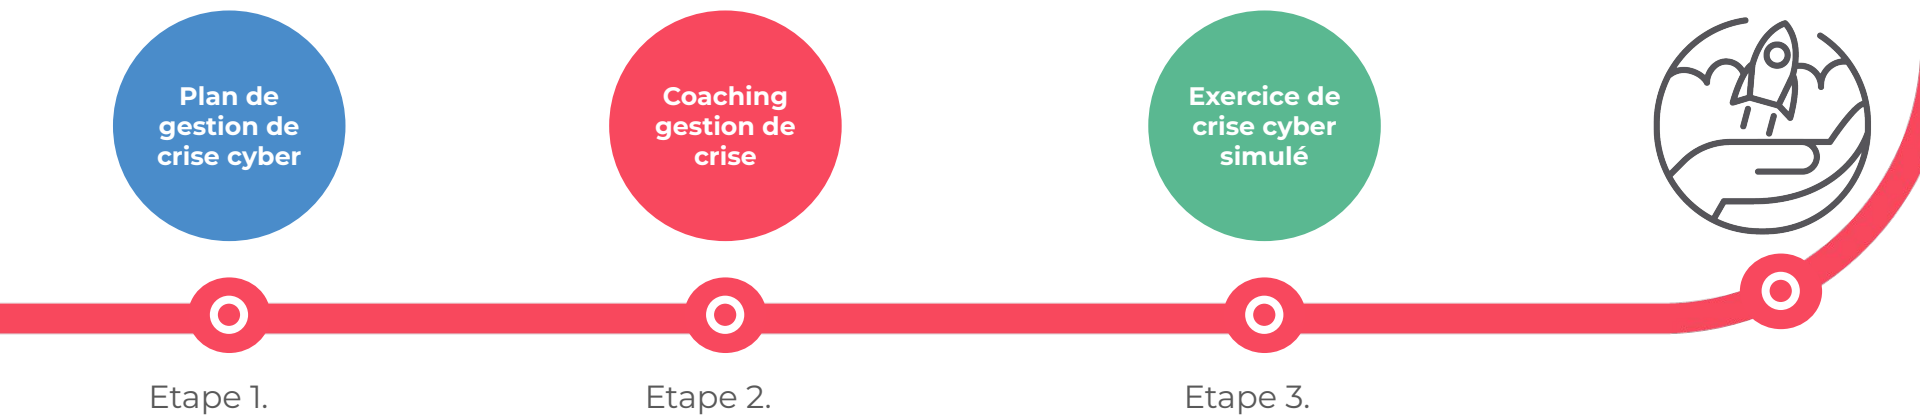 Plan de
gestion de
crise cyber
Coaching
gestion de
crise
Exercice de
crise cyber
simulé
Etape 1.
Etape 2.
Etape 3.